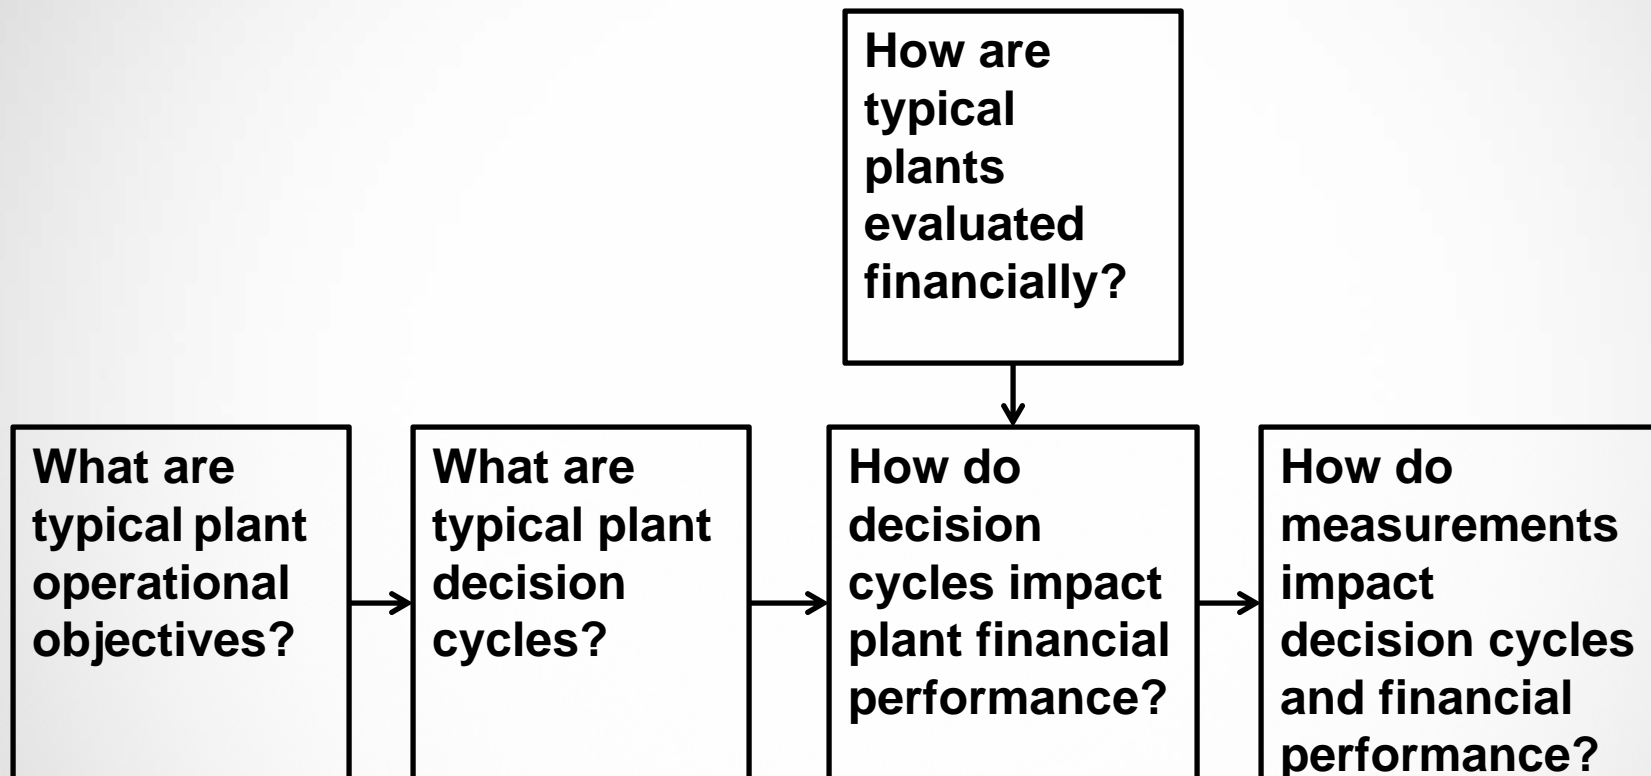 How are
typical
plants
evaluated
financially?
What are
typical plant
operational
objectives?
What are
typical plant
decision
cycles?
How do
decision
cycles impact
plant financial
performance?
How do
measurements
impact
decision cycles
and financial
performance?